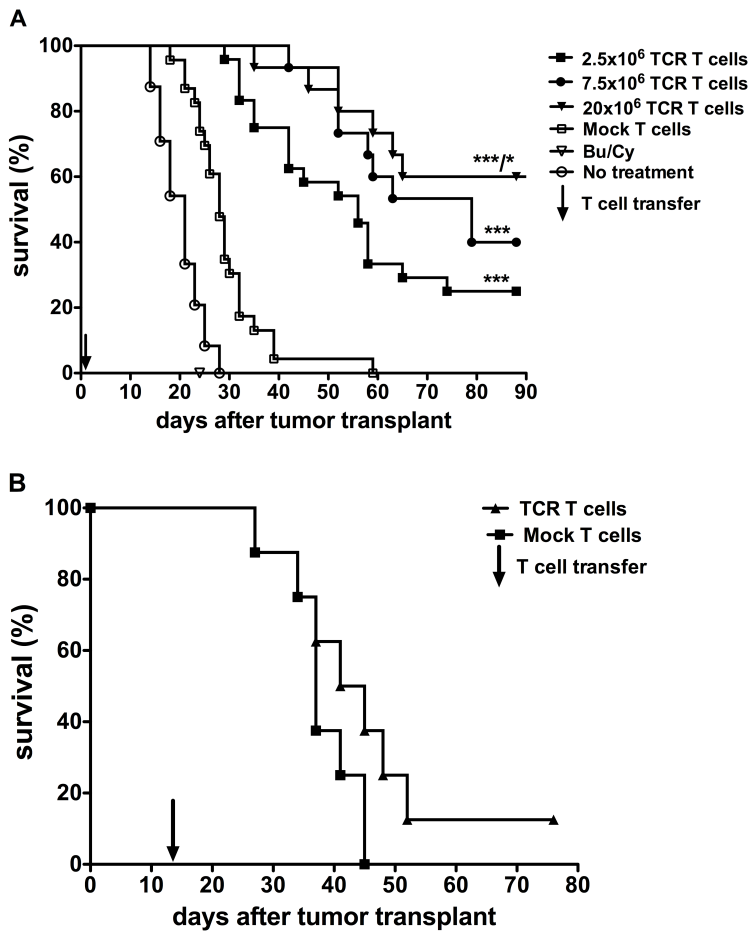 A
survival (%)
100
80
60
40
20
0
0 10 20 30 40 50 60 70 80 90
days after tumor transplant
***/*
***
***
2.5x10⁶ TCR T cells
7.5x10⁶ TCR T cells
20x10⁶ TCR T cells
Mock T cells
Bu/Cy
No treatment
T cell transfer
B
survival (%)
100
80
60
40
20
0
0 10 20 30 40 50 60 70 80
days after tumor transplant
TCR T cells
Mock T cells
T cell transfer